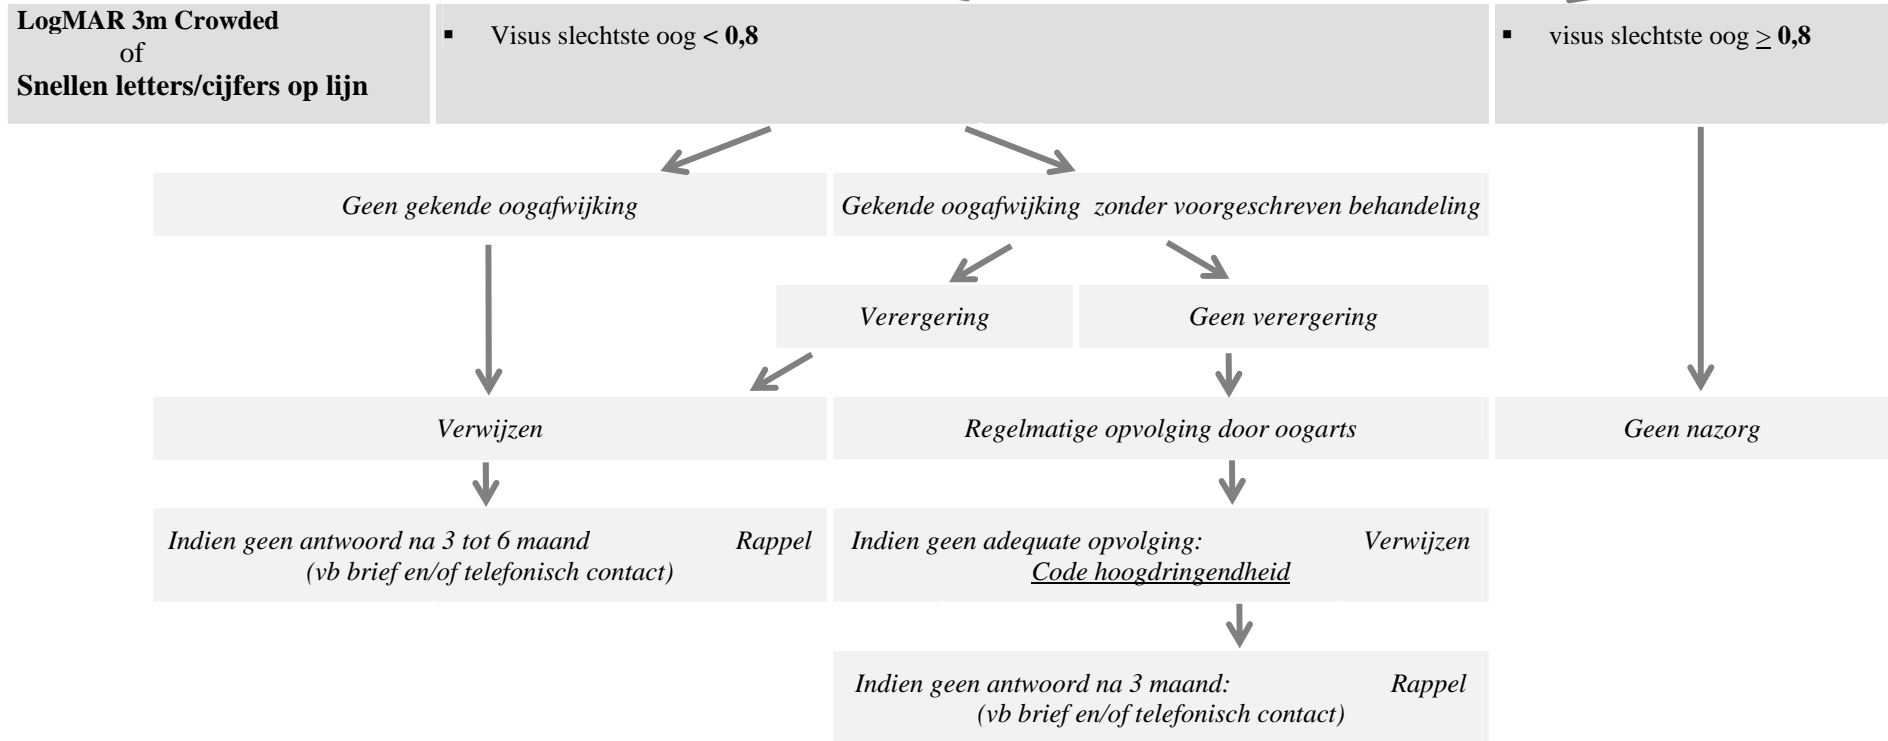 LogMAR 3m Crowded
of
Snellen letters/cijfers op lijn
▪ Visus slechtste oog < 0,8
▪ visus slechtste oog ≥ 0,8
Geen gekende oogafwijking
Gekende oogafwijking zonder voorgeschreven behandeling
Verergering
Geen verergering
Verwijzen
Regelmatige opvolging door oogarts
Geen nazorg
Indien geen antwoord na 3 tot 6 maand Rappel
(vb brief en/of telefonisch contact)
Indien geen adequate opvolging: Verwijzen
Code hoogdringendheid
Indien geen antwoord na 3 maand: Rappel
(vb brief en/of telefonisch contact)